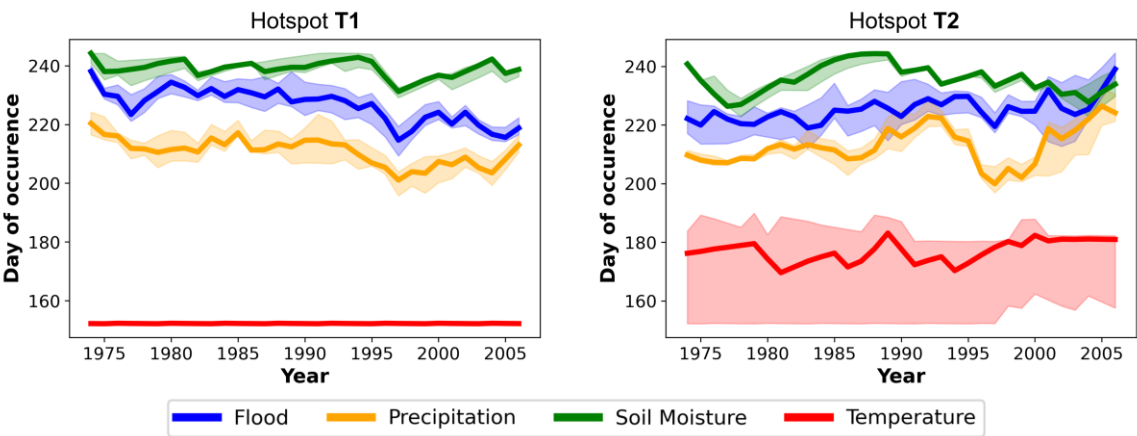 Hotspot T1
Hotspot T2
Day of occurence
240
220
200
180
160
1975 1980 1985 1990 1995 2000 2005
Year
Day of occurence
240
220
200
180
160
1975 1980 1985 1990 1995 2000 2005
Year
Flood Precipitation Soil Moisture Temperature